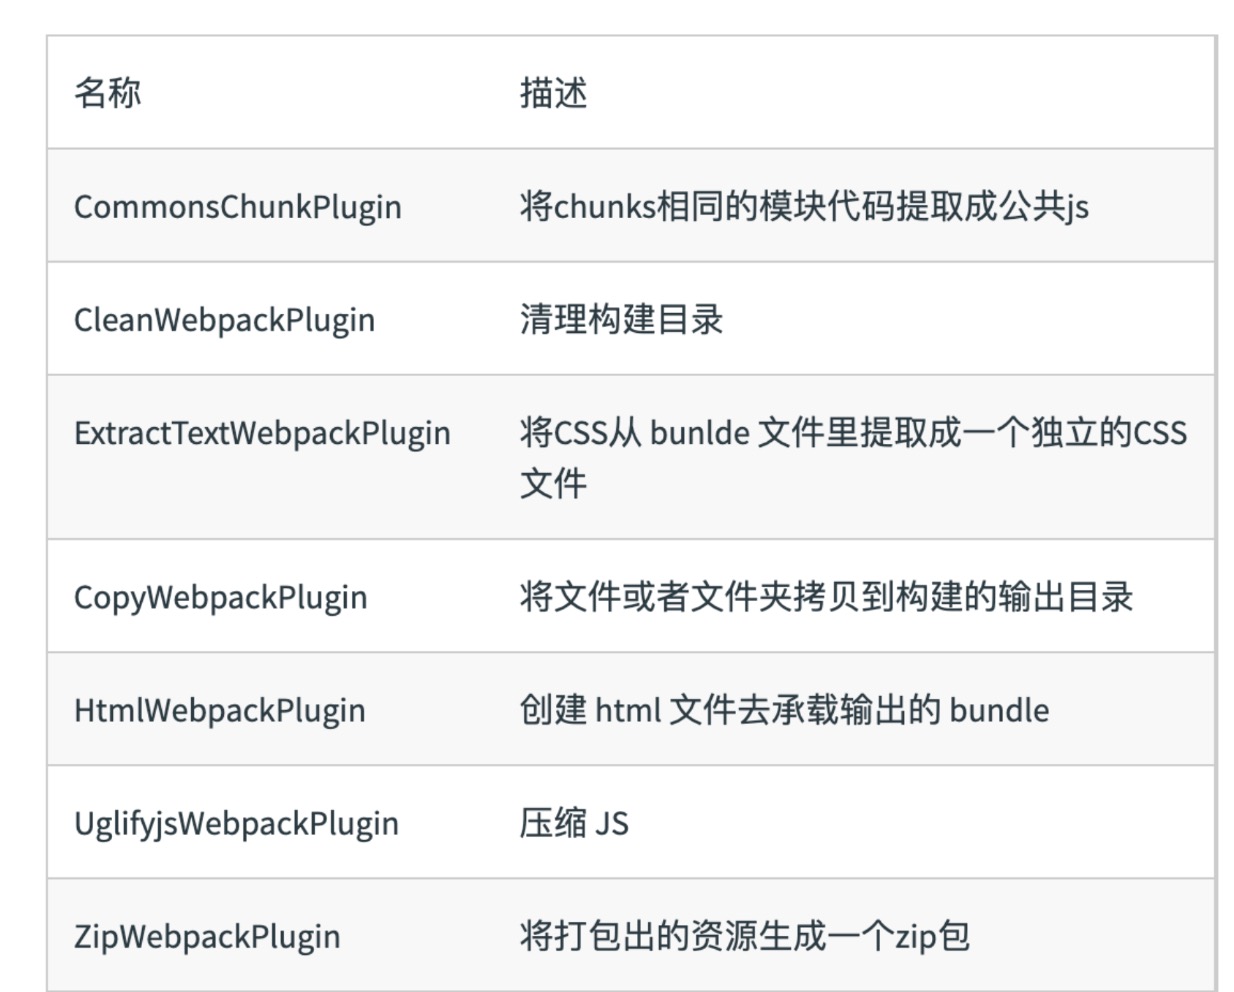 名称 描述
CommonsChunkPlugin 将chunks相同的模块代码提取成公共js
CleanWebpackPlugin 清理构建目录
ExtractTextWebpackPlugin 将CSS从 bunlde 文件里提取成一个独立的CSS
文件
CopyWebpackPlugin 将文件或者文件夹拷贝到构建的输出目录
HtmlWebpackPlugin 创建 html 文件去承载输出的 bundle
UglifyjsWebpackPlugin 压缩 JS
ZipWebpackPlugin 将打包出的资源生成一个zip包